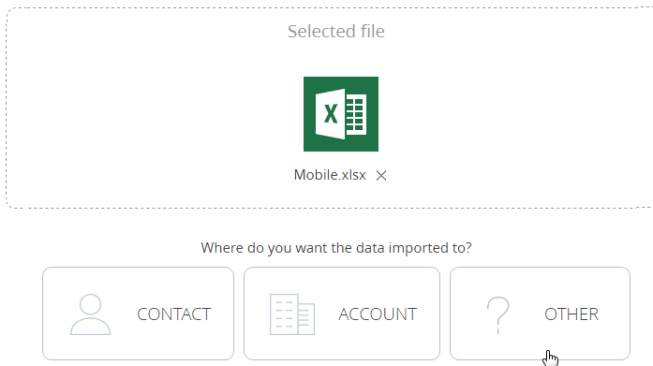 Selected file
X
Mobile.xlsx ×
Where do you want the data imported to?
CONTACT
ACCOUNT
? OTHER